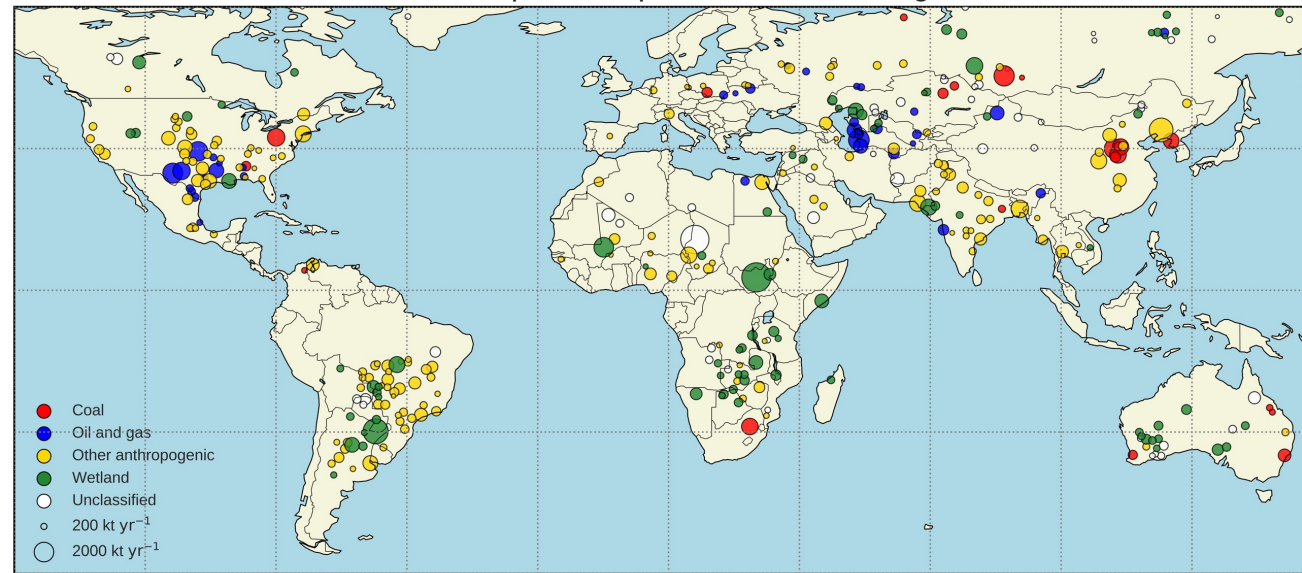 Coal
Oil and gas
Other anthropogenic
Wetland
Unclassified
200 kt yr⁻¹
2000 kt yr⁻¹